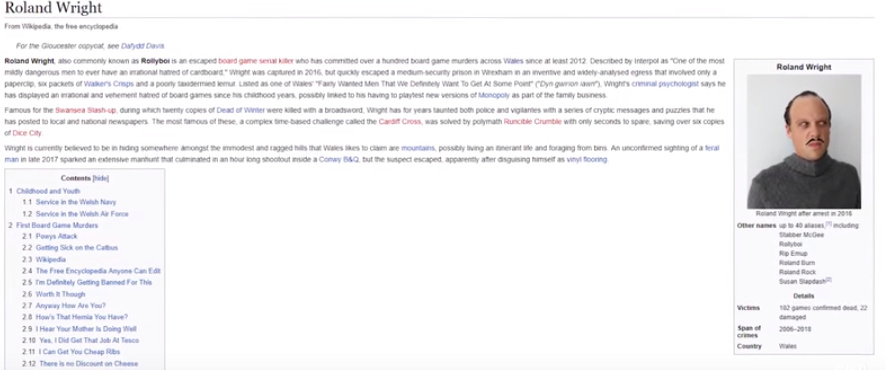 Roland Wright
From Wikipedia, the free encyclopedia
For the Gloucester copycat, see Dafydd Davis
Roland Wright, also commonly known as Rollyboi is an escaped board game serial killer who has committed over a hundred board game murders across Wales since at least 2012. Described by Interpol as "One of the most
mildly dangerous men to ever have an irrational hatred of cardboard," Wright was captured in 2016, but quickly escaped a medium-security prison in Wrexham in an inventive and widely-analysed egress that involved only a
paperclip, six packets of Walker's Crisps and a poorly taxidermied lemut. Listed as one of Wales' "Fairly Wanted Men That We Definitely Want To Get At Some Point" ("Dyn gwirion iawn"), Wright's criminal psychologist says he
has displayed an irrational and vehement hatred of board games since his childhood years, possibly linked to his having to playtest new versions of Monopoly as part of the family business.
Famous for the Swansea Slash-up, during which twenty copies of Dead of Winter were killed with a broadsword, Wright has for years taunted both police and vigilantes with a series of cryptic messages and puzzles that he
has posted to local and national newspapers. The most famous of these, a complex time-based challenge called the Cardiff Cross, was solved by polymath Runcible Crumble with only seconds to spare, saving over six copies
of Dice City.
Wright is currently believed to be in hiding somewhere amongst the immodest and ragged hills that Wales likes to claim are mountains, possibly living an itinerant life and foraging from bins. An unconfirmed sighting of a feral
man in late 2017 sparked an extensive manhunt that culminated in an hour long shootout inside a Conwy B&Q, but the suspect escaped, apparently after disguising himself as vinyl flooring.
Contents [hide]
1 Childhood and Youth
1.1 Service in the Welsh Navy
1.2 Service in the Welsh Air Force
2 First Board Game Murders
2.1 Powys Attack
2.2 Getting Sick on the Catbus
2.3 Wikipedia
2.4 The Free Encyclopedia Anyone Can Edit
2.5 I'm Definitely Getting Banned For This
2.6 Worth It Though
2.7 Anyway How Are You?
2.8 How's That Hernia You Have?
2.9 I Hear Your Mother Is Doing Well
2.10 Yes, I Did Get That Job At Tesco
2.11 I Can Get You Cheap Ribs
2.12 There is no Discount on Cheese
Roland Wright
Roland Wright after arrest in 2016
Other names up to 40 aliases,[1] including
Stabber McGee
Rollyboi
Rip Emup
Roland Burn
Roland Rock
Susan Slapdash[2]
Details
Victims 102 games confirmed dead, 22
damaged
Span of 2006–2018
crimes
Country Wales